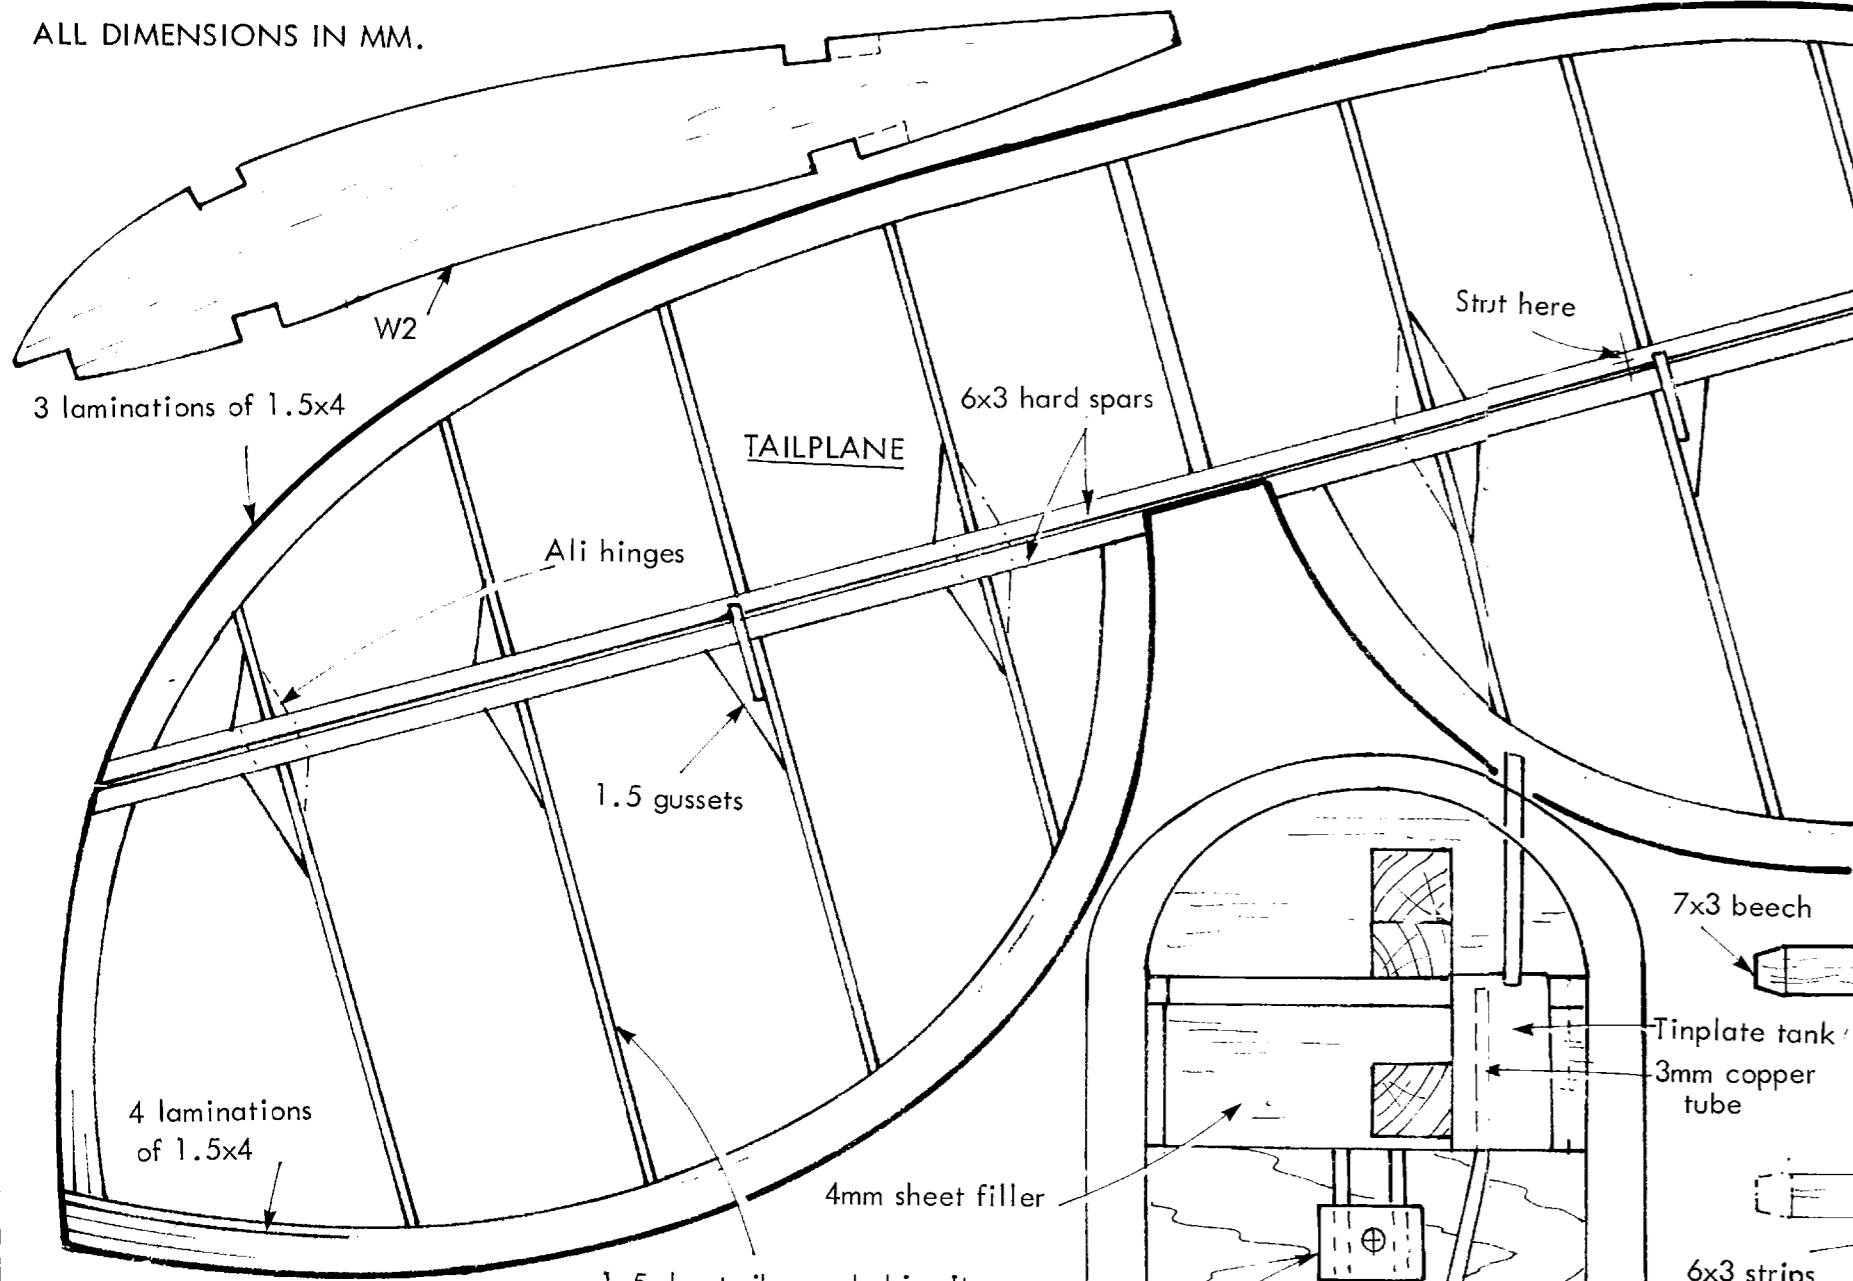 ALL DIMENSIONS IN MM.
W2
3 laminations of 1.5x4
Strut here
6x3 hard spars
TAILPLANE
Ali hinges
1.5 gussets
7x3 beech
Tinplate tank
3mm copper
tube
4 laminations
of 1.5x4
4mm sheet filler
6x3 strips